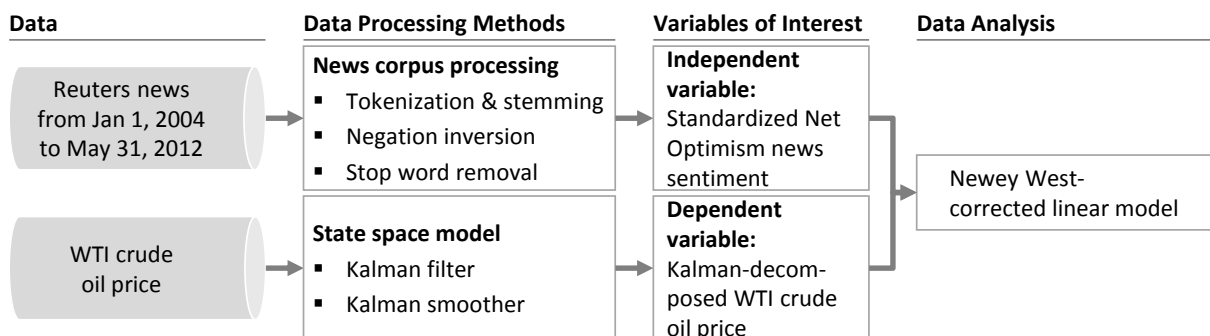 Data
Data Processing Methods
Variables of Interest
Data Analysis
Reuters news
from Jan 1, 2004
to May 31, 2012
News corpus processing
▪ Tokenization & stemming
▪ Negation inversion
▪ Stop word removal
Independent
variable:
Standardized Net
Optimism news
sentiment
WTI crude
oil price
State space model
▪ Kalman filter
▪ Kalman smoother
Dependent
variable:
Kalman-decom-
posed WTI crude
oil price
Newey West-
corrected linear model